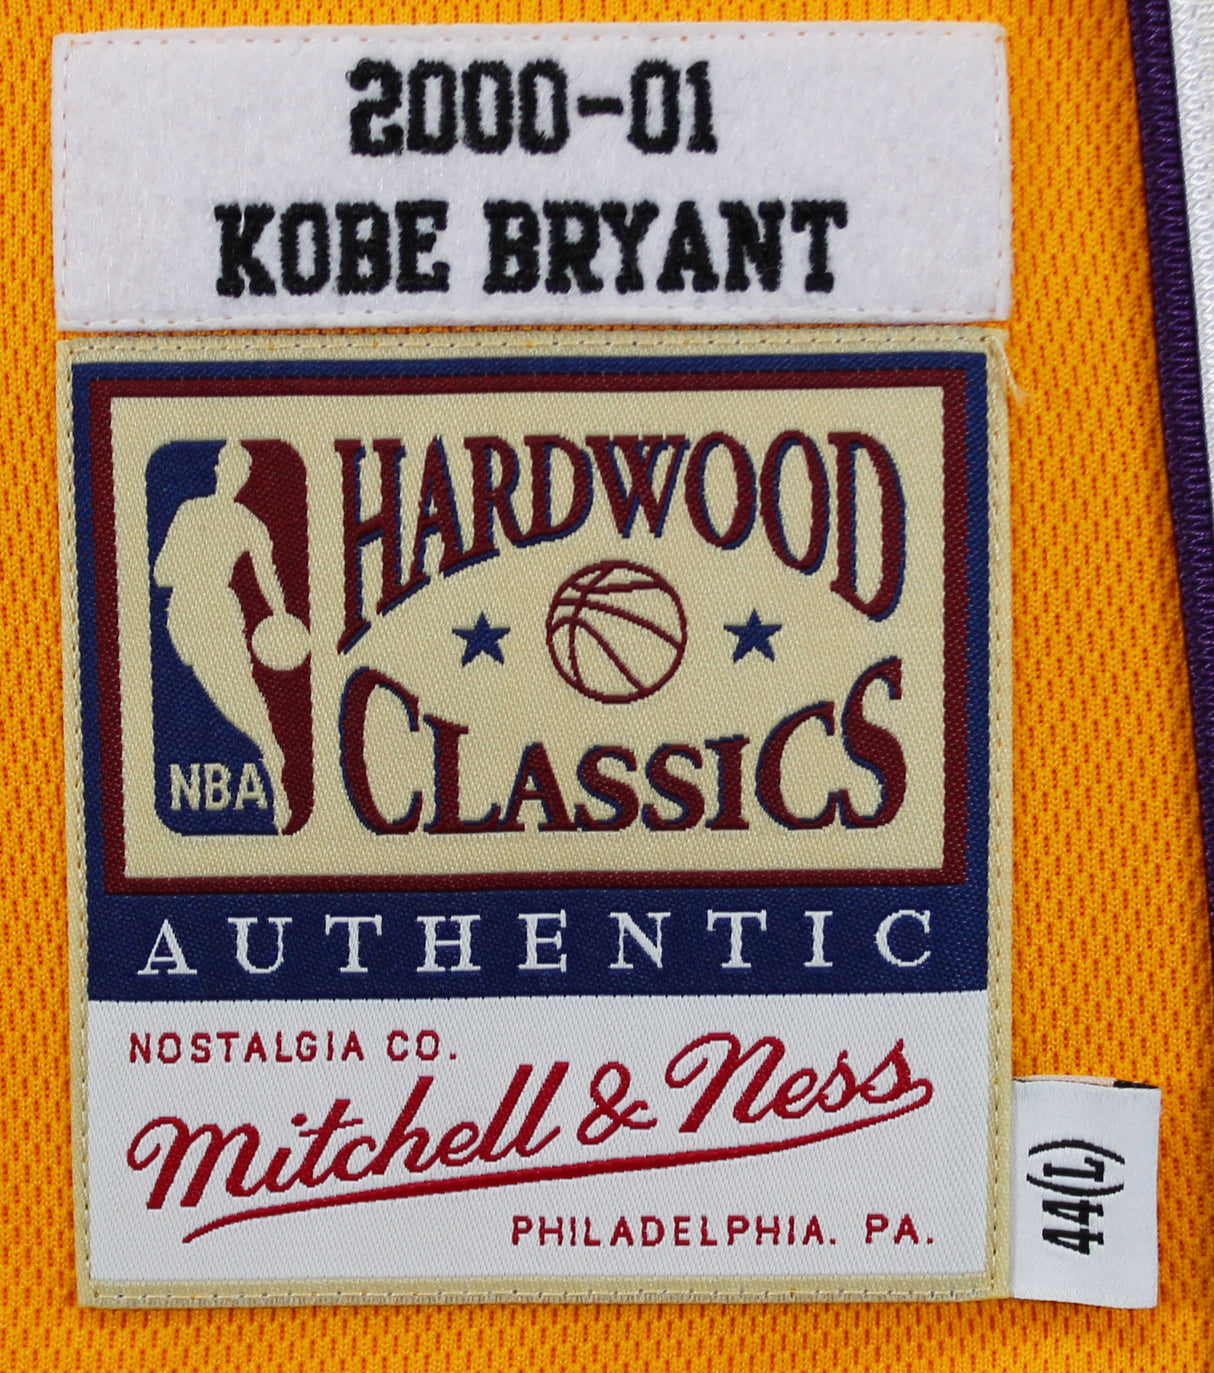 2000-01
KOBE BRYANT
HARDWOOD
CLASSICS
NBA
AUTHENTIC
NOSTALGIA CO.
Mitchell & Ness
PHILADELPHIA. PA.
44(L)